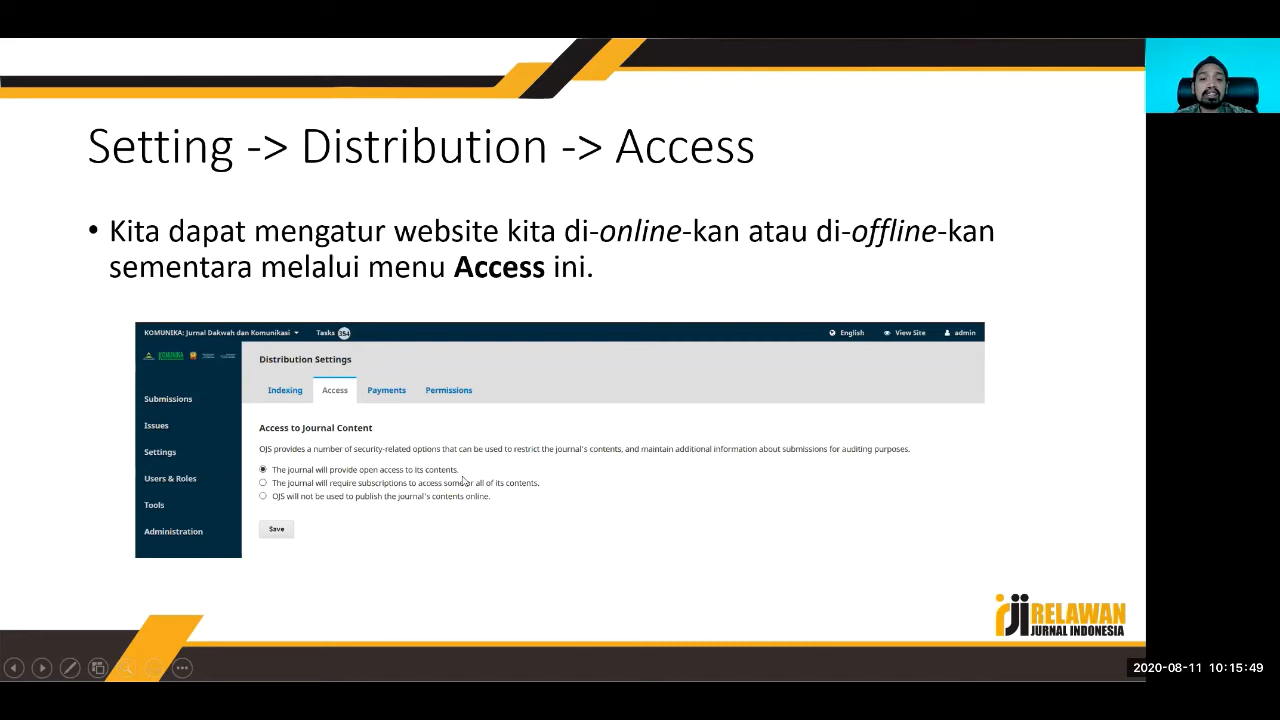 Setting -> Distribution -> Access
• Kita dapat mengatur website kita di-online-kan atau di-offline-kan
sementara melalui menu Access ini.
KOMUNIKA: Jurnal Dakwah dan Komunikasi Tasks 354 English View Site admin
KOMUNIKA
Distribution Settings
Indexing Access Payments Permissions
Submissions
Issues
Settings
Users & Roles
Tools
Administration
Access to Journal Content
OJS provides a number of security-related options that can be used to restrict the journal's contents, and maintain additional information about submissions for auditing purposes.
The journal will provide open access to its contents.
The journal will require subscriptions to access some or all of its contents.
OJS will not be used to publish the journal's contents online.
Save
rji RELAWAN
JURNAL INDONESIA
2020-08-11 10:15:49